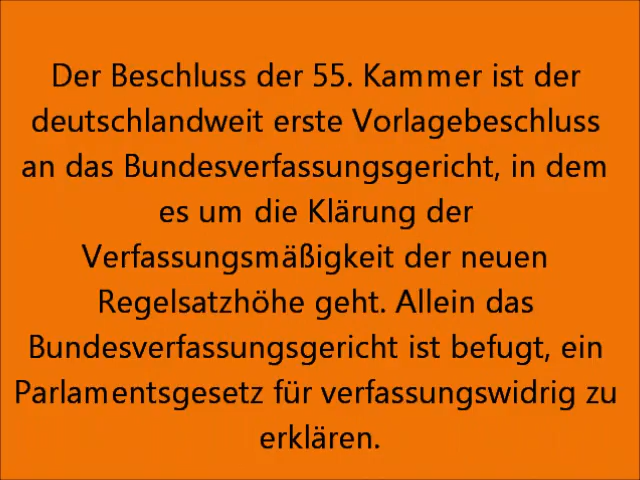 Der Beschluss der 55. Kammer ist der
deutschlandweit erste Vorlagebeschluss
an das Bundesverfassungsgericht, in dem
es um die Klärung der
Verfassungsmäßigkeit der neuen
Regelsatzhöhe geht. Allein das
Bundesverfassungsgericht ist befugt, ein
Parlamentsgesetz für verfassungswidrig zu
erklären.